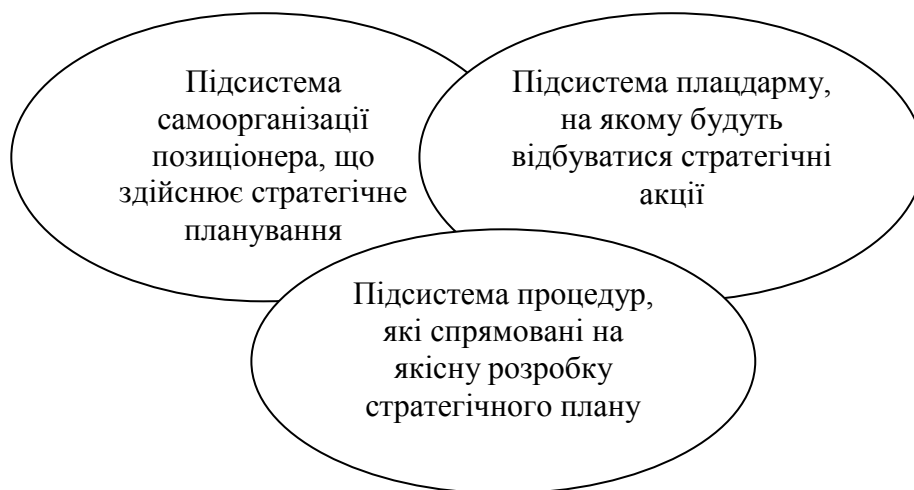 Підсистема
самоорганізації
позиціонера, що
здійснює стратегічне
планування
Підсистема плацдарму,
на якому будуть
відбуватися стратегічні
акції
Підсистема процедур,
які спрямовані на
якісну розробку
стратегічного плану